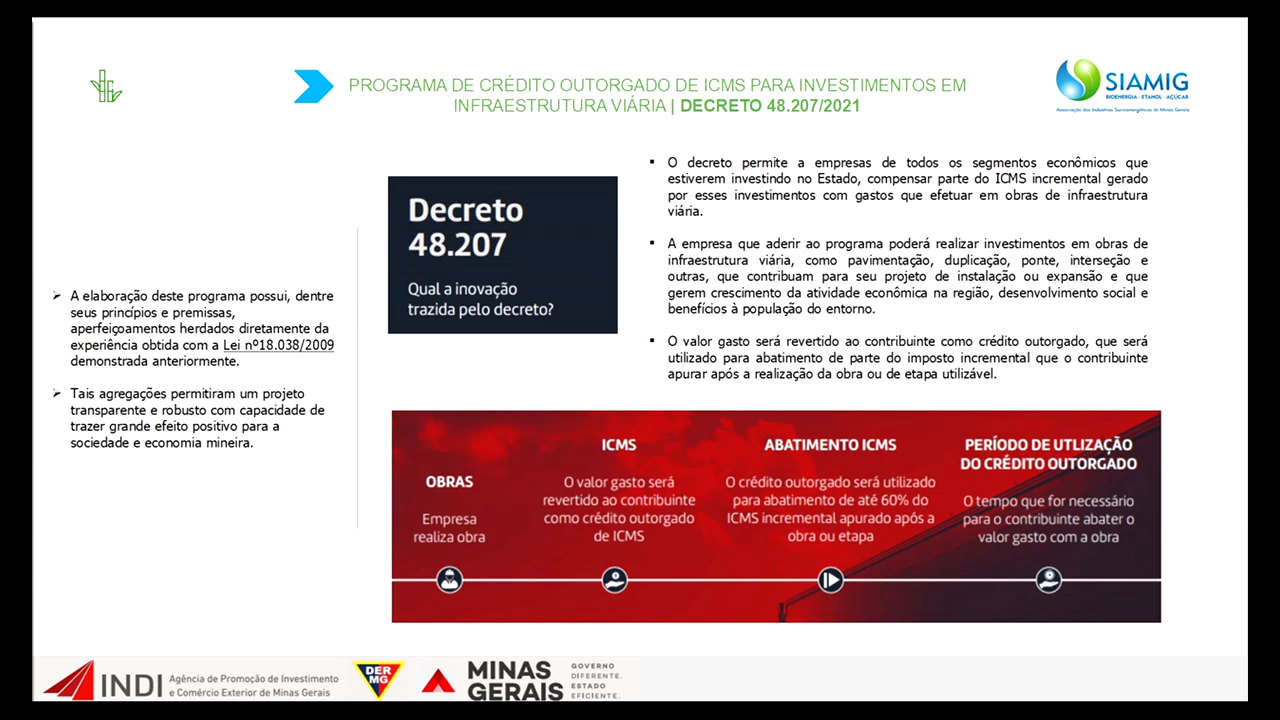 PROGRAMA DE CRÉDITO OUTORGADO DE ICMS PARA INVESTIMENTOS EM
INFRAESTRUTURA VIÁRIA | DECRETO 48.207/2021
SIAMIG
BIOENERGIA - ETANOL - AÇÚCAR
Associação das Indústrias Sucroenergéticas de Minas Gerais
➢ A elaboração deste programa possui, dentre
seus princípios e premissas,
aperfeiçoamentos herdados diretamente da
experiência obtida com a Lei nº18.038/2009
demonstrada anteriormente.
➢ Tais agregações permitiram um projeto
transparente e robusto com capacidade de
trazer grande efeito positivo para a
sociedade e economia mineira.
Decreto
48.207
Qual a inovação
trazida pelo decreto?
▪ O decreto permite a empresas de todos os segmentos econômicos que
estiverem investindo no Estado, compensar parte do ICMS incremental gerado
por esses investimentos com gastos que efetuar em obras de infraestrutura
viária.
▪ A empresa que aderir ao programa poderá realizar investimentos em obras de
infraestrutura viária, como pavimentação, duplicação, ponte, interseção e
outras, que contribuam para seu projeto de instalação ou expansão e que
gerem crescimento da atividade econômica na região, desenvolvimento social e
benefícios à população do entorno.
▪ O valor gasto será revertido ao contribuinte como crédito outorgado, que será
utilizado para abatimento de parte do imposto incremental que o contribuinte
apurar após a realização da obra ou de etapa utilizável.
OBRAS
Empresa
realiza obra
ICMS
O valor gasto será
revertido ao contribuinte
como crédito outorgado
de ICMS
ABATIMENTO ICMS
O crédito outorgado será utilizado
para abatimento de até 60% do
ICMS incremental apurado após a
obra ou etapa
PERÍODO DE UTLIZAÇÃO
DO CRÉDITO OUTORGADO
O tempo que for necessário
para o contribuinte abater o
valor gasto com a obra
INDI
Agência de Promoção de Investimento
e Comércio Exterior de Minas Gerais
DER
MG
MINAS
GERAIS
GOVERNO
DIFERENTE.
ESTADO
EFICIENTE.